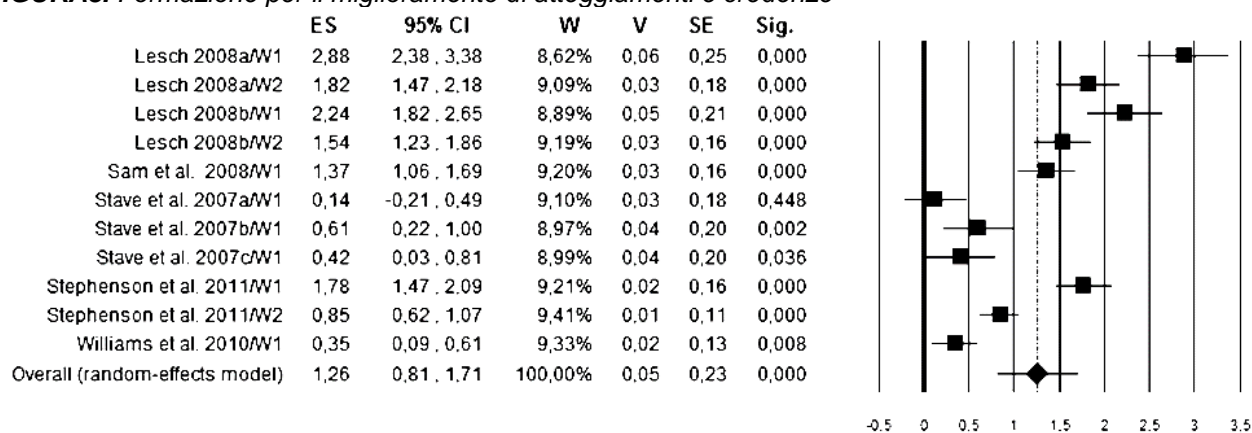 FIGURA3. Formazione per il miglioramento di atteggiamenti e credenze
ES 95% CI W V SE Sig.
Lesch 2008a/W1 2,88 2,38 , 3,38 8,62% 0,06 0,25 0,000
Lesch 2008a/W2 1,82 1,47 , 2,18 9,09% 0,03 0,18 0,000
Lesch 2008b/W1 2,24 1,82 , 2,65 8,89% 0,05 0,21 0,000
Lesch 2008b/W2 1,54 1,23 , 1,86 9,19% 0,03 0,16 0,000
Sam et al. 2008/W1 1,37 1,06 , 1,69 9,20% 0,03 0,16 0,000
Stave et al. 2007a/W1 0,14 -0,21 , 0,49 9,10% 0,03 0,18 0,448
Stave et al. 2007b/W1 0,61 0,22 , 1,00 8,97% 0,04 0,20 0,002
Stave et al. 2007c/W1 0,42 0,03 , 0,81 8,99% 0,04 0,20 0,036
Stephenson et al. 2011/W1 1,78 1,47 , 2,09 9,21% 0,02 0,16 0,000
Stephenson et al. 2011/W2 0,85 0,62 , 1,07 9,41% 0,01 0,11 0,000
Williams et al. 2010/W1 0,35 0,09 , 0,61 9,33% 0,02 0,13 0,008
Overall (random-effects model) 1,26 0,81 , 1,71 100,00% 0,05 0,23 0,000
-0.5 0 0.5 1 1.5 2 2.5 3 3.5